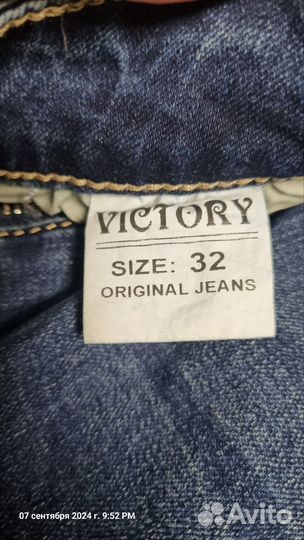 VICTORY
SIZE: 32
ORIGINAL JEANS
07 сентября 2024 г. 9:52 PM
Avito